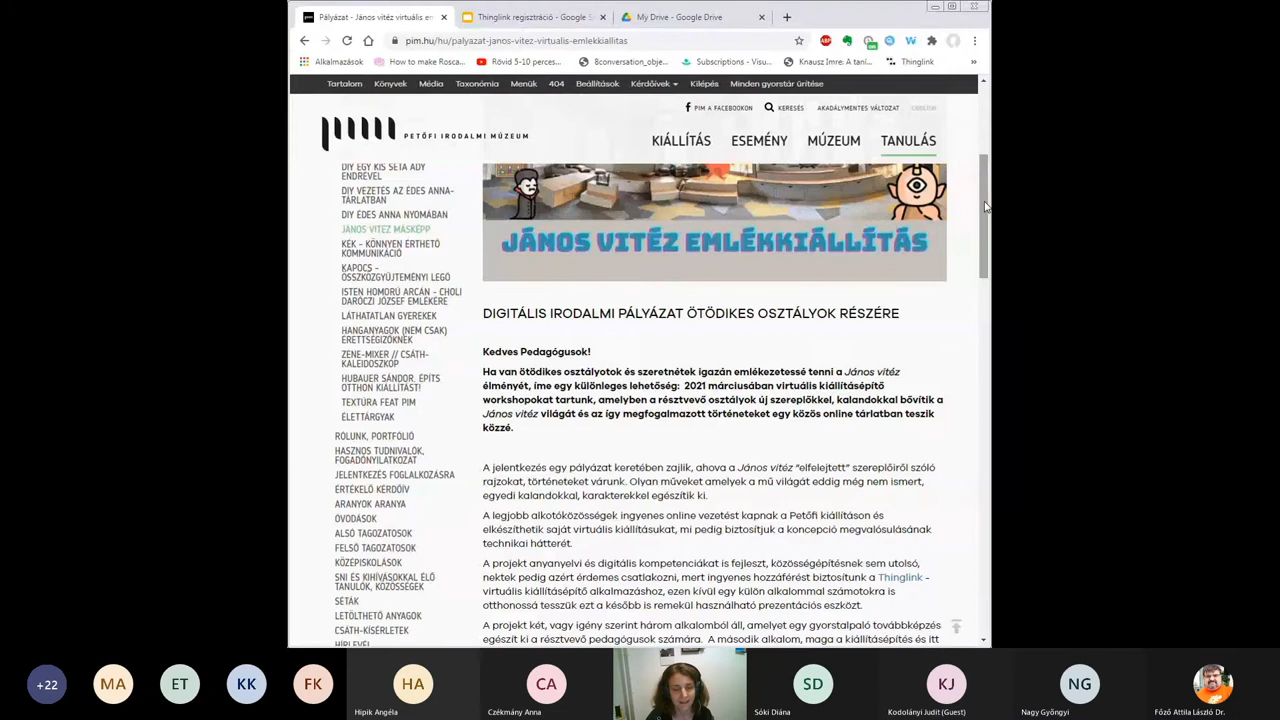 Pályázat - János vitéz virtuális en
Thinglink regisztráció - Google S
My Drive - Google Drive
pim.hu/hu/palyazat-janos-vitez-virtualis-emlekkiallitas
Alkalmazások
How to make Rosca...
Rövid 5-10 perces...
8conversation_obje...
Subscriptions - Visu...
Knausz Imre: A taní...
Thinglink
»
Tartalom
Könyvek
Média
Taxonómia
Menük
404
Beállítások
Kérdőívek
Kilépés
Minden gyorstár ürítése
PIM A FACEBOOKON
KERESÉS
AKADÁLYMENTES VÁLTOZAT
ENGLISH
PETŐFI IRODALMI MÚZEUM
KIÁLLÍTÁS
ESEMÉNY
MÚZEUM
TANULÁS
DIY EGY KIS SÉTA ADY
ENDRÉVEL
DIY VEZETÉS AZ ÉDES ANNA-
TÁRLATBAN
DIY ÉDES ANNA NYOMÁBAN
JÁNOS VITÉZ MÁSKÉPP
KÉK - KÖNNYEN ÉRTHETŐ
KOMMUNIKÁCIÓ
KAPOCS -
ÖSSZKÖZGYŰJTEMÉNYI LEGÓ
ISTEN HOMORÚ ARCÁN - CHOLI
DARÓCZI JÓZSEF EMLÉKÉRE
LÁTHATATLAN GYEREKEK
HANGANYAGOK (NEM CSAK)
ÉRETTSÉGIZŐKNEK
ZENE-MIXER // CSÁTH-
KALEIDOSZKÓP
HUBAUER SÁNDOR. ÉPÍTS
OTTHON KIÁLLÍTÁST!
TEXTÚRA FEAT PIM
ÉLETTÁRGYAK
RÓLUNK, PORTFÓLIÓ
HASZNOS TUDNIVALÓK,
FOGADÓNYILATKOZAT
JELENTKEZÉS FOGLALKOZÁSRA
ÉRTÉKELŐ KÉRDŐÍV
ARANYOK ARANYA
ÓVODÁSOK
ALSÓ TAGOZATOSOK
FELSŐ TAGOZATOSOK
KÖZÉPISKOLÁSOK
SNI ÉS KIHÍVÁSOKKAL ÉLŐ
TANULÓK, KÖZÖSSÉGEK
SÉTÁK
LETÖLTHETŐ ANYAGOK
CSÁTH-KÍSÉRLETEK
HÍRLEVÉL
JÁNOS VITÉZ EMLÉKKIÁLLÍTÁS
DIGITÁLIS IRODALMI PÁLYÁZAT ÖTÖDIKES OSZTÁLYOK RÉSZÉRE
Kedves Pedagógusok!
Ha van ötödikes osztályotok és szeretnétek igazán emlékezetessé tenni a János vitéz
élményét, íme egy különleges lehetőség: 2021 márciusában virtuális kiállításépítő
workshopokat tartunk, amelyben a résztvevő osztályok új szereplőkkel, kalandokkal bővítik a
János vitéz világát és az így megfogalmazott történeteket egy közös online tárlatban teszik
közzé.
A jelentkezés egy pályázat keretében zajlik, ahova a János vitéz "elfelejtett" szereplőiről szóló
rajzokat, történeteket várunk. Olyan műveket amelyek a mű világát eddig még nem ismert,
egyedi kalandokkal, karakterekkel egészítik ki.
A legjobb alkotóközösségek ingyenes online vezetést kapnak a Petőfi kiállításon és
elkészíthetik saját virtuális kiállításukat, mi pedig biztosítjuk a koncepció megvalósulásának
technikai hátterét.
A projekt anyanyelvi és digitális kompetenciákat is fejleszt, közösségépítésnek sem utolsó,
nektek pedig azért érdemes csatlakozni, mert ingyenes hozzáférést biztosítunk a Thinglink -
virtuális kiállításépítő alkalmazáshoz, ezen kívül egy külön alkalommal számotokra is
otthonossá tesszük ezt a később is remekül használható prezentációs eszközt.
A projekt két, vagy igény szerint három alkalomból áll, amelyet egy gyorstalpaló továbbképzés
egészít ki a résztvevő pedagógusok számára. A második alkalom, maga a kiállításépítés és itt
+22
MA
ET
KK
FK
HA
Hipik Angéla
CA
Czékmány Anna
SD
Sóki Diána
KJ
Kodolányi Judit (Guest)
NG
Nagy Gyöngyi
Főző Attila László Dr.